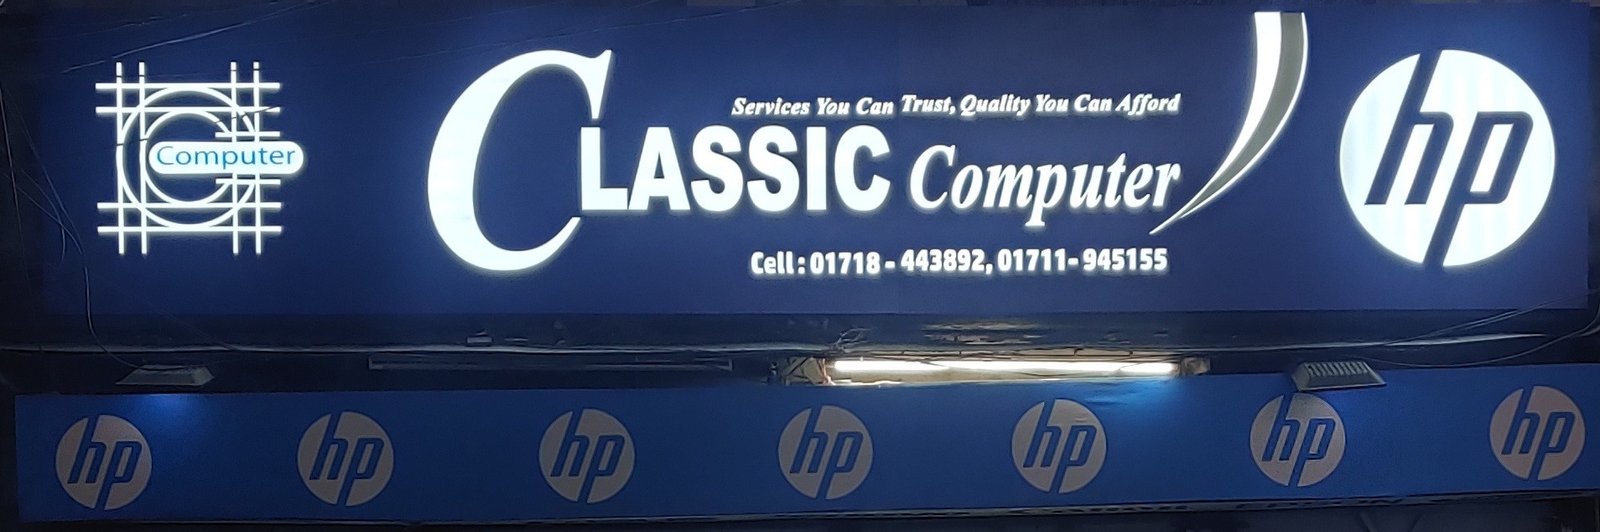 Computer
Services You Can Trust, Quality You Can Afford
CLASSIC Computer
Cell : 01718 - 443892, 01711- 945155
hp
hp hp hp hp hp hp hp